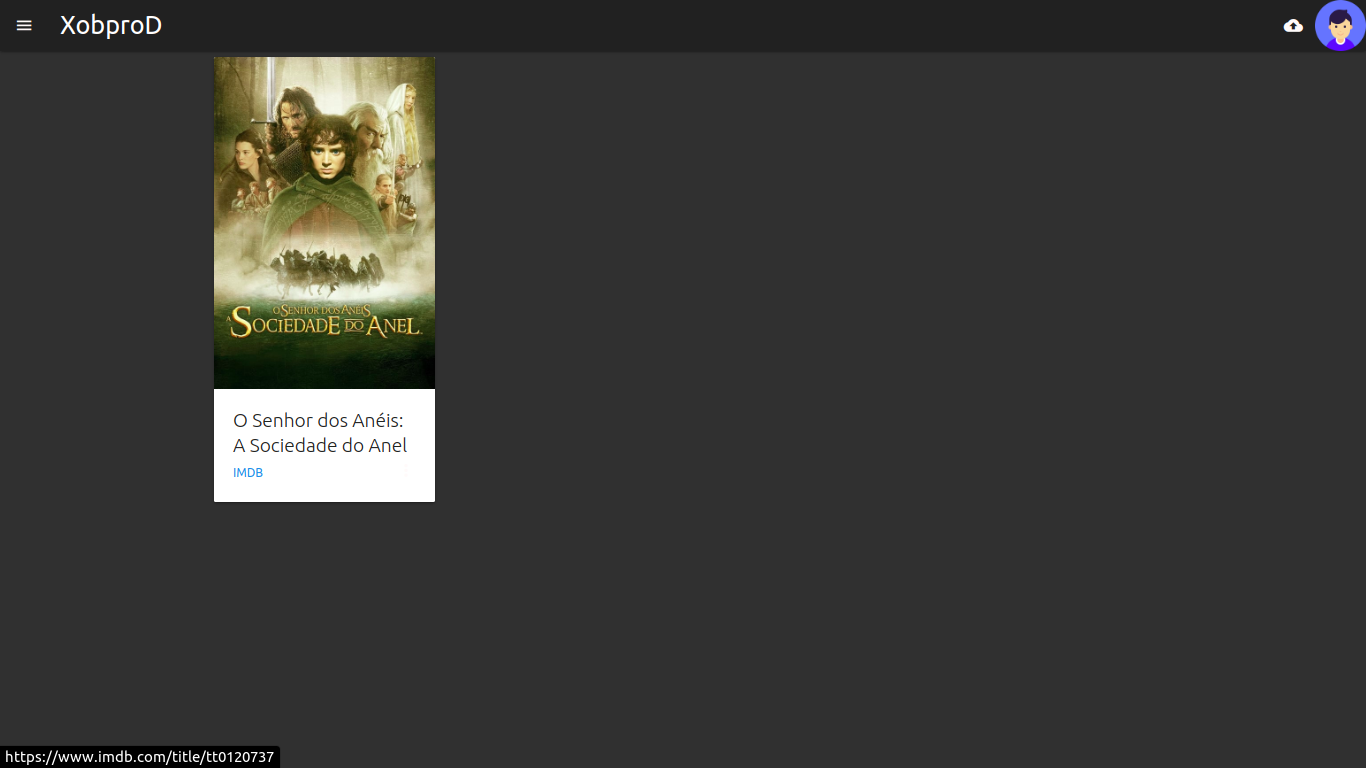 XobproD
O SENHOR DOS ANÉIS
A SOCIEDADE DO ANEL
O Senhor dos Anéis:
A Sociedade do Anel
IMDB
https://www.imdb.com/title/tt0120737